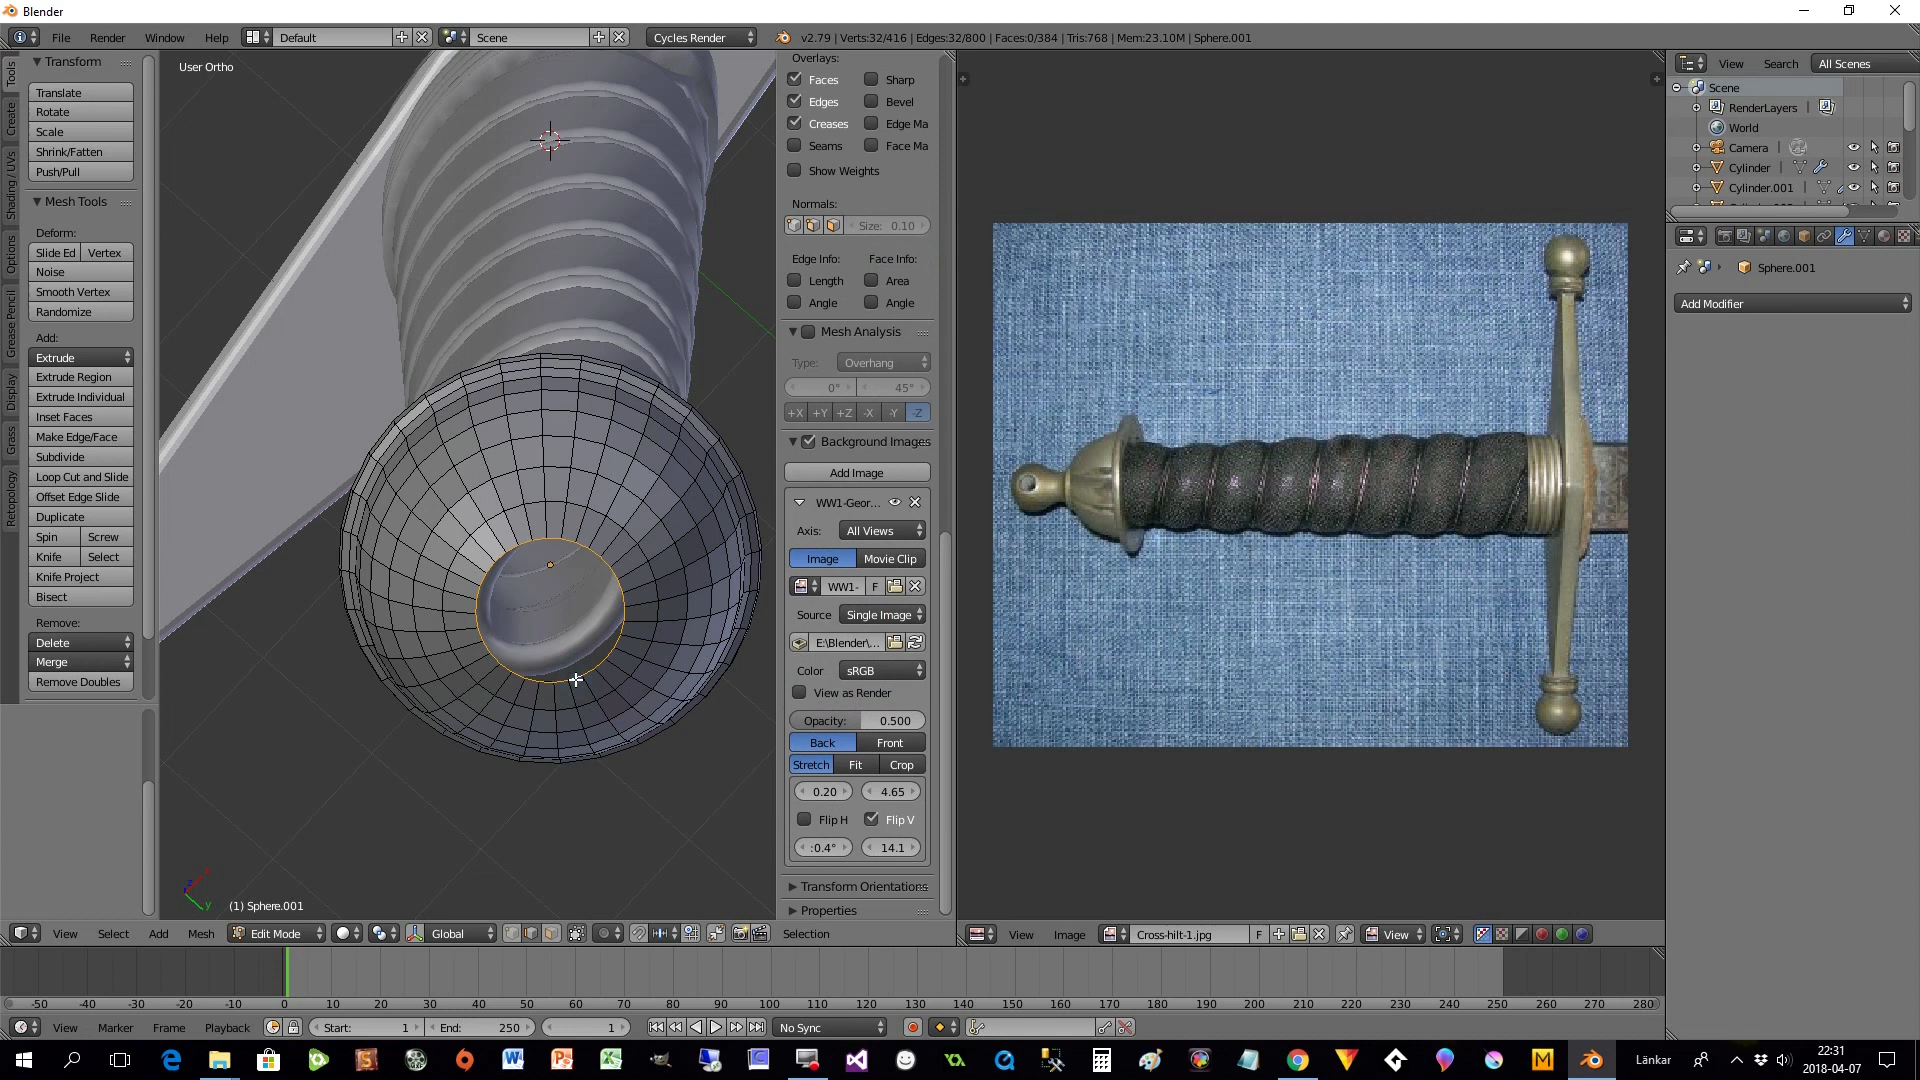 Blender
File Render Window Help Default Scene Cycles Render v2.79 | Verts:32/416 | Edges:32/800 | Faces:0/384 | Tris:768 | Mem:23.10M | Sphere.001
Tools
Create
Shading / UVs
Options
Grease Pencil
Display
Grass
Retopology
Transform
Translate
Rotate
Scale
Shrink/Fatten
Push/Pull
Mesh Tools
Deform:
Slide Ed Vertex
Noise
Smooth Vertex
Randomize
Add:
Extrude
Extrude Region
Extrude Individual
Inset Faces
Make Edge/Face
Subdivide
Loop Cut and Slide
Offset Edge Slide
Duplicate
Spin Screw
Knife Select
Knife Project
Bisect
Remove:
Delete
Merge
Remove Doubles
User Ortho
(1) Sphere.001
View Select Add Mesh Edit Mode Global Selection
Overlays:
Faces Sharp
Edges Bevel
Creases Edge Ma
Seams Face Ma
Show Weights
Normals:
Size: 0.10
Edge Info: Face Info:
Length Area
Angle Angle
Mesh Analysis
Type: Overhang
0° 45°
+X +Y +Z -X -Y -Z
Background Images
Add Image
WW1-Geor...
Axis: All Views
Image Movie Clip
WW1- F
Source Single Image
E:\Blender\...
Color sRGB
View as Render
Opacity: 0.500
Back Front
Stretch Fit Crop
0.20 4.65
Flip H Flip V
:0.4° 14.1
Transform Orientations
Properties
View Image Cross-hilt-1.jpg F View
View Search All Scenes
Scene
RenderLayers
World
Camera
Cylinder
Cylinder.001
Sphere.001
Add Modifier
-50 -40 -30 -20 -10 0 10 20 30 40 50 60 70 80 90 100 110 120 130 140 150 160 170 180 190 200 210 220 230 240 250 260 270 280
View Marker Frame Playback Start: 1 End: 250 1 No Sync
Länkar
22:31
2018-04-07